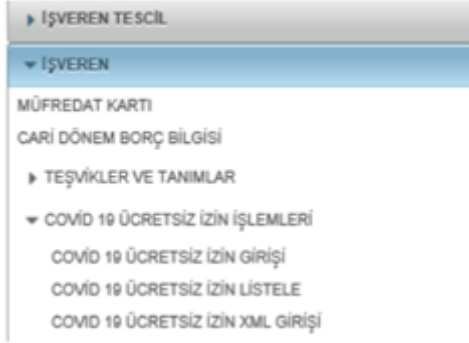 İŞVEREN TESCİL
İŞVEREN
MÜFREDAT KARTI
CARİ DÖNEM BORÇ BİLGİSİ
TEŞVİKLER VE TANIMLAR
COVİD 19 ÜCRETSİZ İZİN İŞLEMLERİ
COVİD 19 ÜCRETSİZ İZİN GİRİŞİ
COVİD 19 ÜCRETSİZ İZİN LİSTELE
COVID 19 ÜCRETSİZ İZİN XML GİRİŞİ